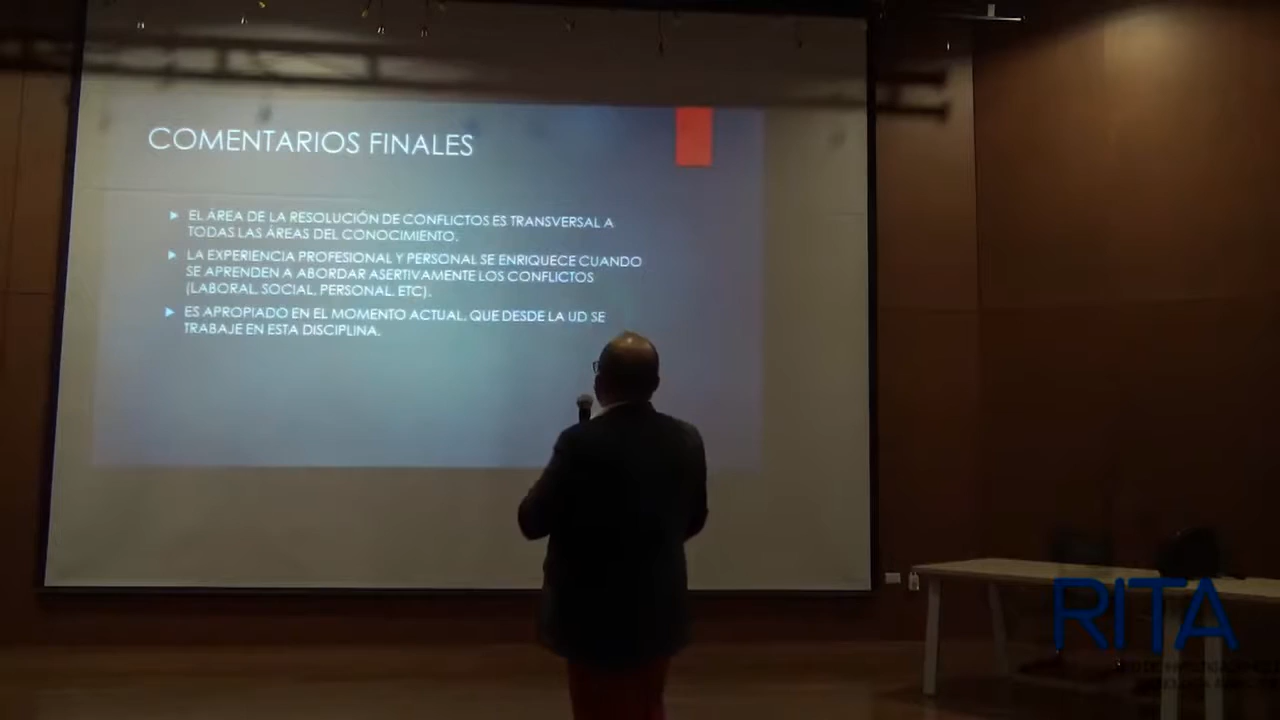 COMENTARIOS FINALES
EL ÁREA DE LA RESOLUCIÓN DE CONFLICTOS ES TRANSVERSAL A
TODAS LAS ÁREAS DEL CONOCIMIENTO.
LA EXPERIENCIA PROFESIONAL Y PERSONAL SE ENRIQUECE CUANDO
SE APRENDEN A ABORDAR ASERTIVAMENTE LOS CONFLICTOS
(LABORAL, SOCIAL, PERSONAL, ETC).
ES APROPIADO EN EL MOMENTO ACTUAL, QUE DESDE LA UD SE
TRABAJE EN ESTA DISCIPLINA.
RITA